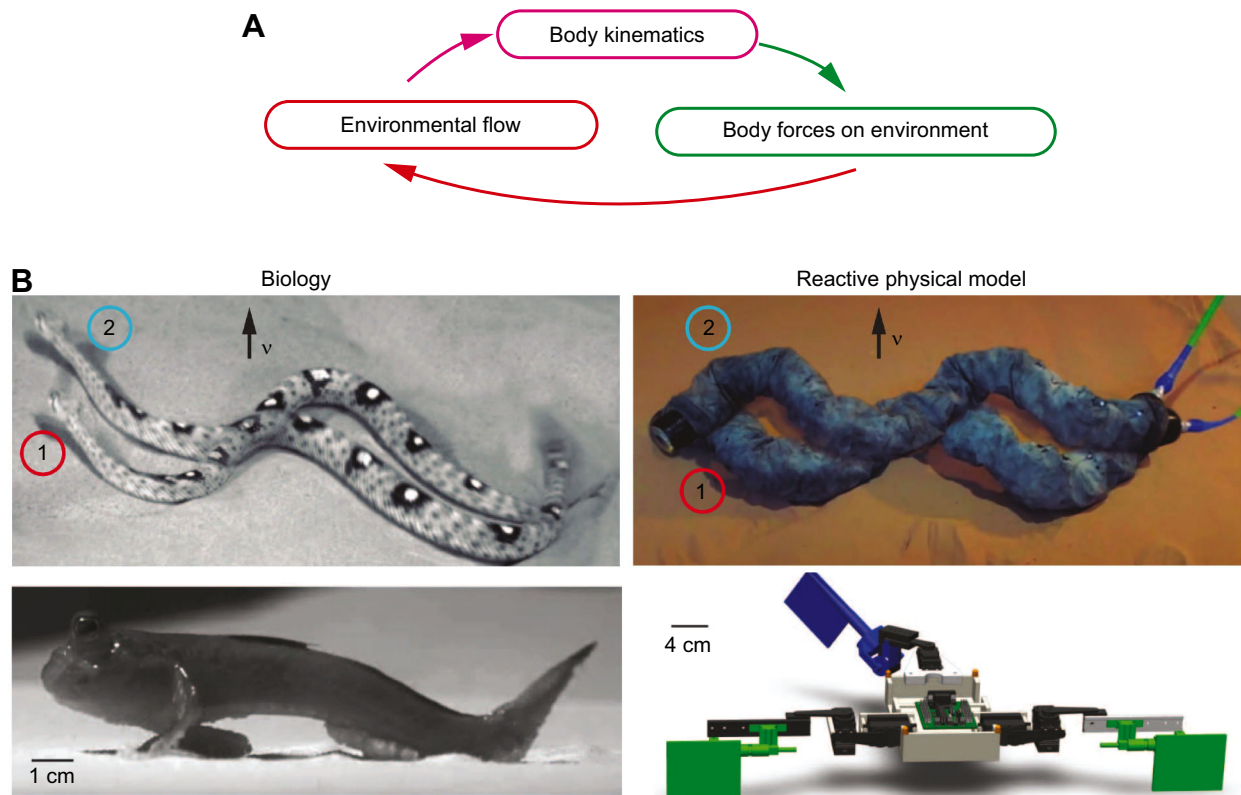 A
Body kinematics
Environmental flow
Body forces on environment
B
Biology
Reactive physical model
2
v
1
2
v
1
1 cm
4 cm